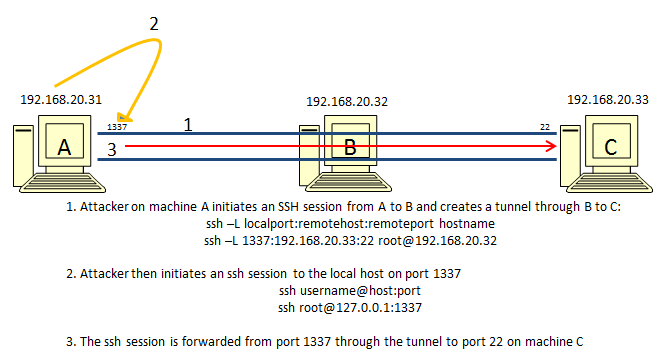 2
192.168.20.31
192.168.20.32
192.168.20.33
1337
1
22
A
3
B
C
1. Attacker on machine A initiates an SSH session from A to B and creates a tunnel through B to C:
ssh –L localport:remotehost:remoteport hostname
ssh –L 1337:192.168.20.33:22 root@192.168.20.32
2. Attacker then initiates an ssh session to the local host on port 1337
ssh username@host:port
ssh root@127.0.0.1:1337
3. The ssh session is forwarded from port 1337 through the tunnel to port 22 on machine C